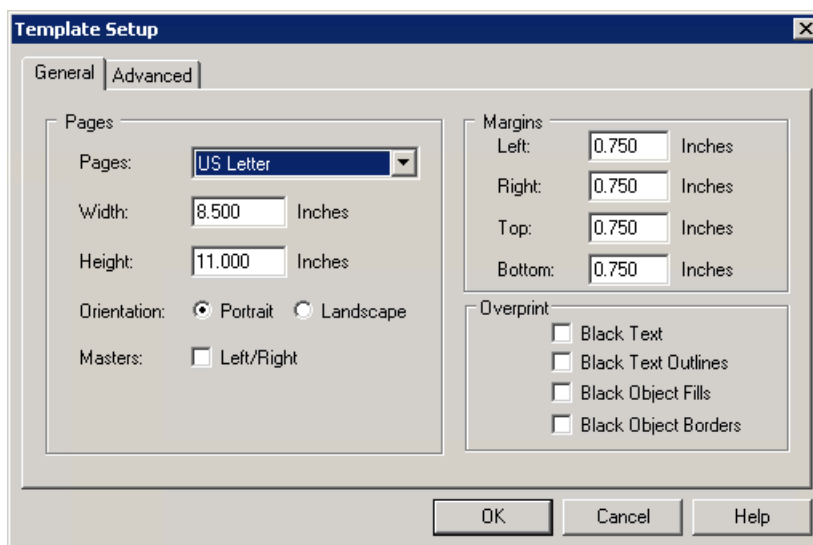 Template Setup
General Advanced
Pages
Pages: US Letter
Width: 8.500 Inches
Height: 11.000 Inches
Orientation: Portrait Landscape
Masters: Left/Right
Margins
Left: 0.750 Inches
Right: 0.750 Inches
Top: 0.750 Inches
Bottom: 0.750 Inches
Overprint
Black Text
Black Text Outlines
Black Object Fills
Black Object Borders
OK Cancel Help